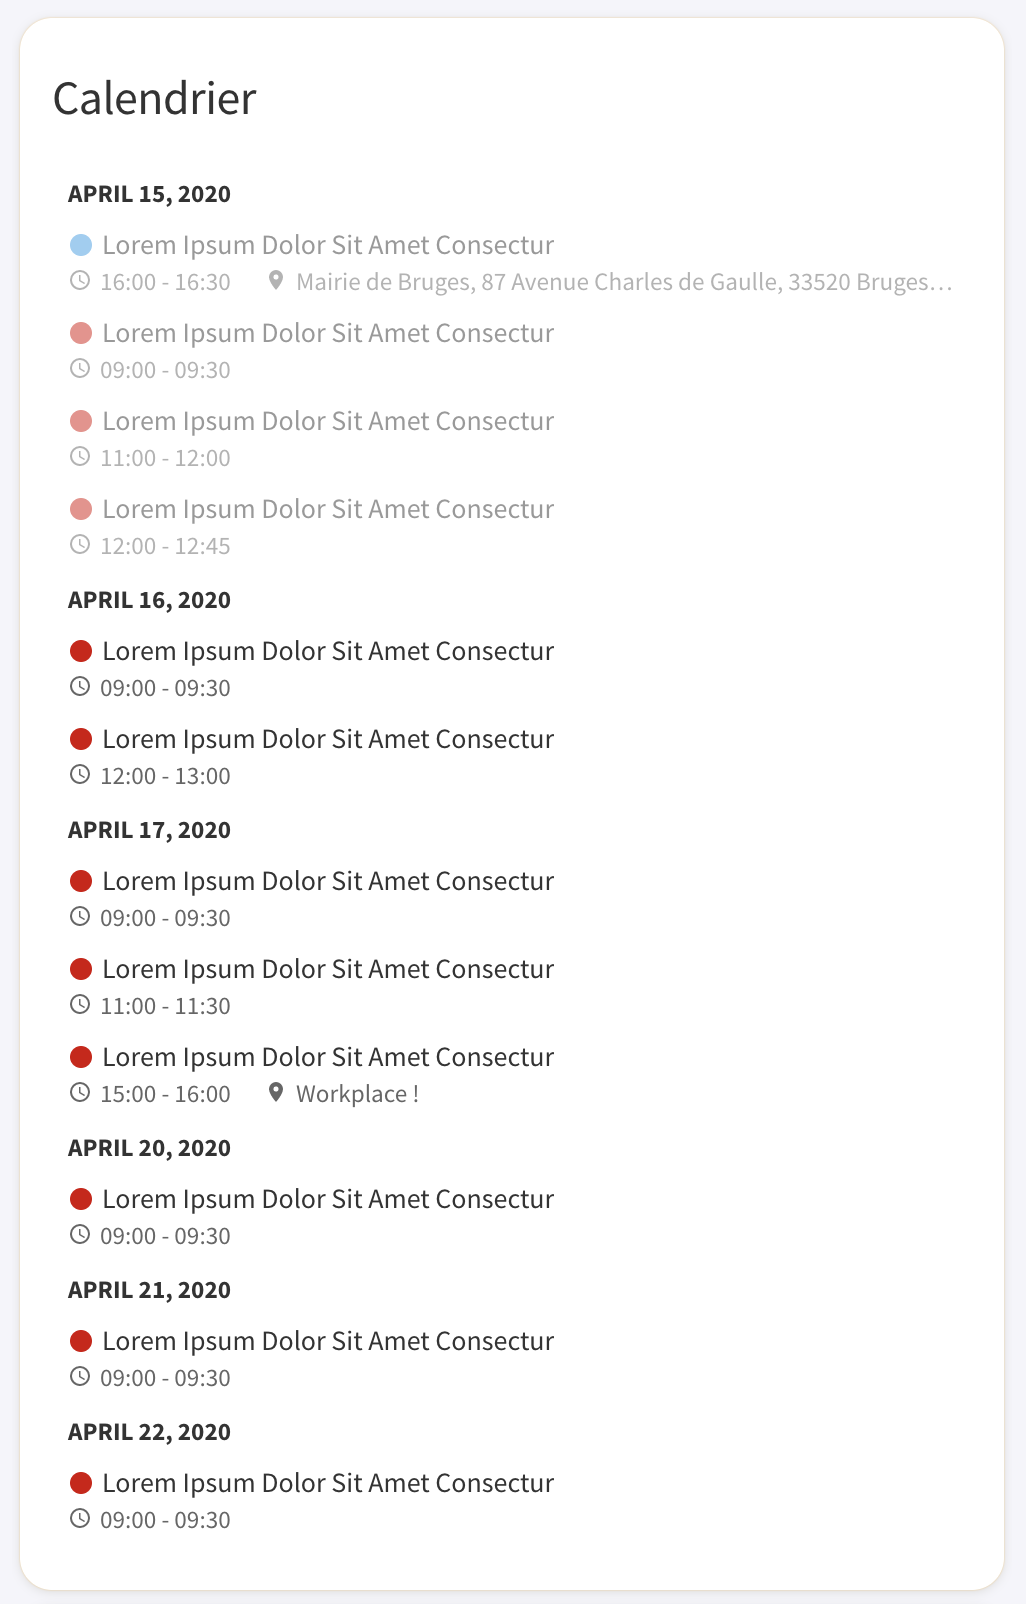 Calendrier
APRIL 15, 2020
Lorem Ipsum Dolor Sit Amet Consectur
16:00 - 16:30 Mairie de Bruges, 87 Avenue Charles de Gaulle, 33520 Bruges…
Lorem Ipsum Dolor Sit Amet Consectur
09:00 - 09:30
Lorem Ipsum Dolor Sit Amet Consectur
11:00 - 12:00
Lorem Ipsum Dolor Sit Amet Consectur
12:00 - 12:45
APRIL 16, 2020
Lorem Ipsum Dolor Sit Amet Consectur
09:00 - 09:30
Lorem Ipsum Dolor Sit Amet Consectur
12:00 - 13:00
APRIL 17, 2020
Lorem Ipsum Dolor Sit Amet Consectur
09:00 - 09:30
Lorem Ipsum Dolor Sit Amet Consectur
11:00 - 11:30
Lorem Ipsum Dolor Sit Amet Consectur
15:00 - 16:00 Workplace !
APRIL 20, 2020
Lorem Ipsum Dolor Sit Amet Consectur
09:00 - 09:30
APRIL 21, 2020
Lorem Ipsum Dolor Sit Amet Consectur
09:00 - 09:30
APRIL 22, 2020
Lorem Ipsum Dolor Sit Amet Consectur
09:00 - 09:30